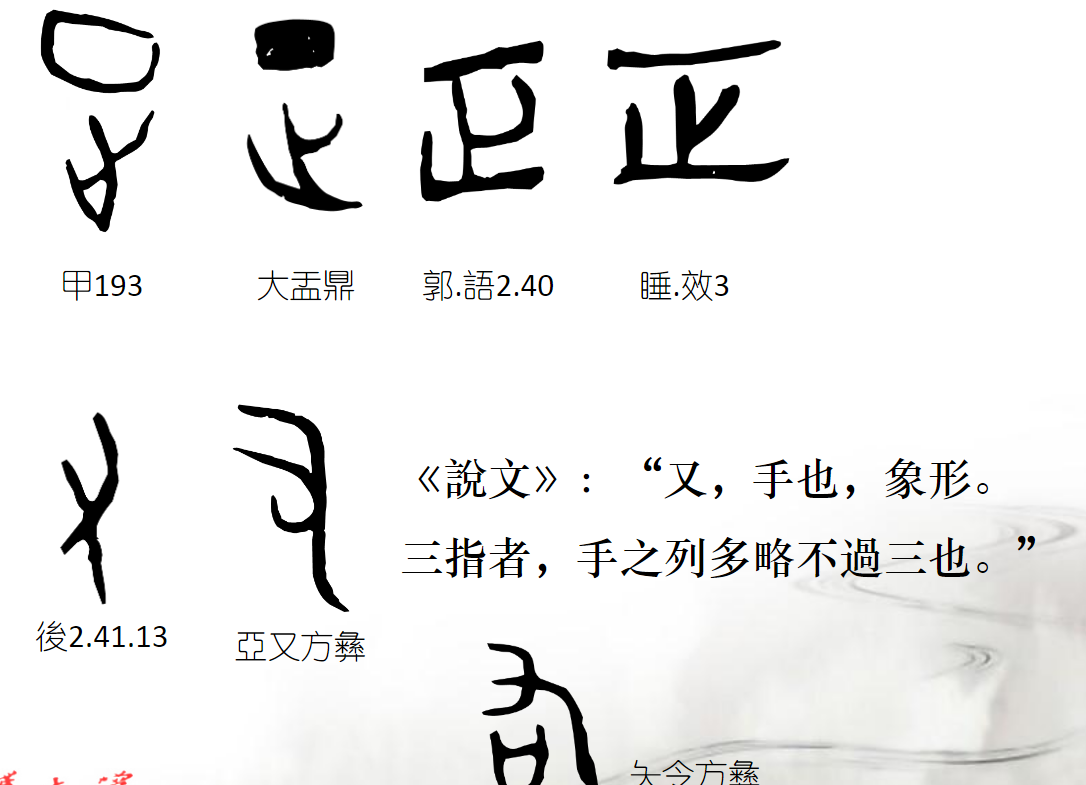 甲193
大盂鼎
郭.語2.40
睡.效3
《說文》:“又，手也，象形。
三指者，手之列多略不過三也。”
後2.41.13
亞又方彝
夨令方彝